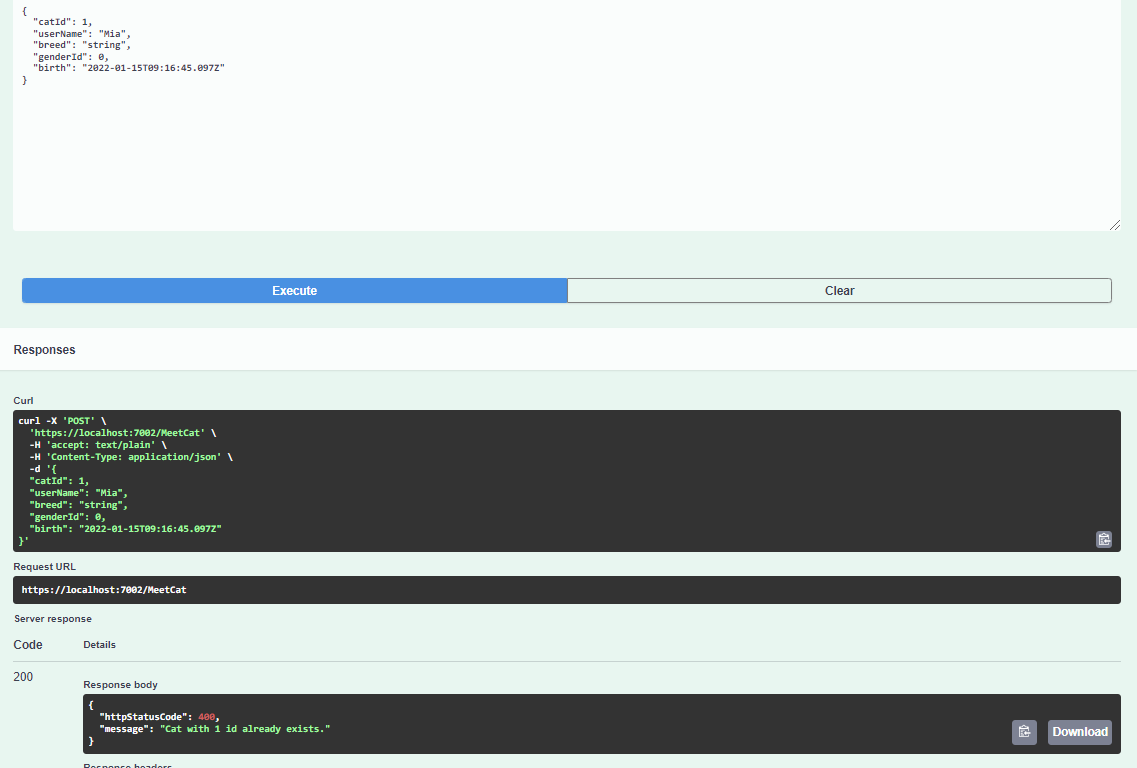 {
  "catId": 1,
  "userName": "Mia",
  "breed": "string",
  "genderId": 0,
  "birth": "2022-01-15T09:16:45.097Z"
}
Execute
Clear
Responses
Curl
curl -X 'POST' \
  'https://localhost:7002/MeetCat' \
  -H 'accept: text/plain' \
  -H 'Content-Type: application/json' \
  -d '{
  "catId": 1,
  "userName": "Mia",
  "breed": "string",
  "genderId": 0,
  "birth": "2022-01-15T09:16:45.097Z"
}'
Request URL
https://localhost:7002/MeetCat
Server response
Code Details
200
Response body
{
  "httpStatusCode": 400,
  "message": "Cat with 1 id already exists."
}
Download
Response headers